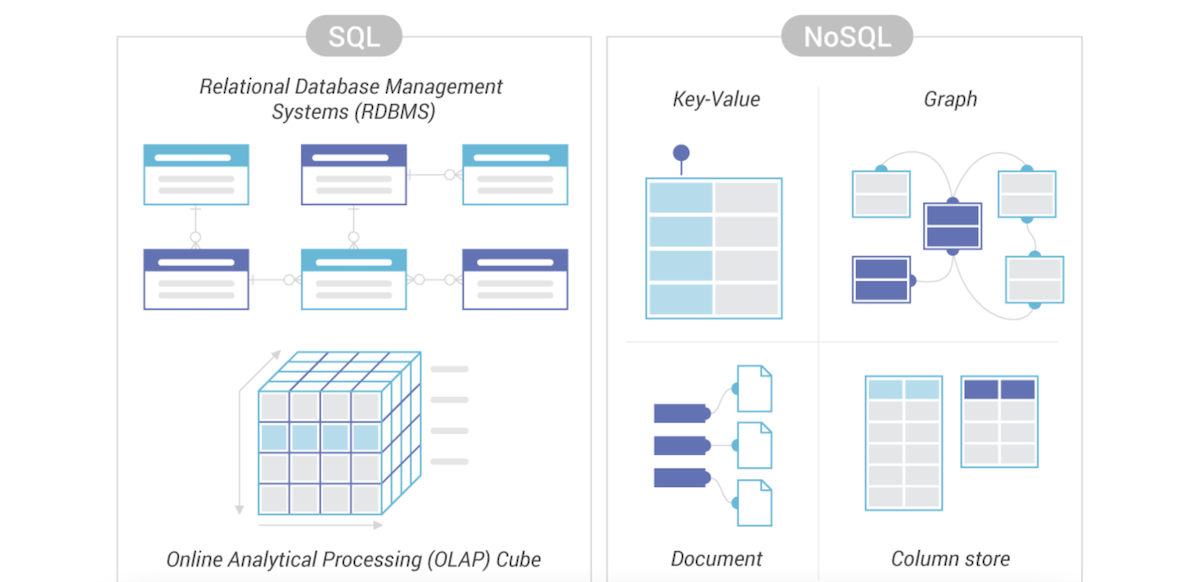 SQL
Relational Database Management
Systems (RDBMS)
Online Analytical Processing (OLAP) Cube
NoSQL
Key-Value
Graph
Document
Column store